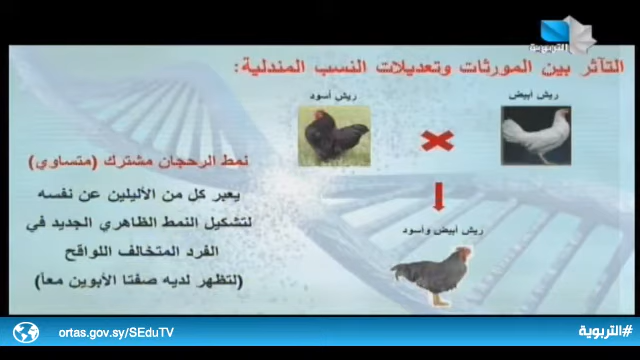 التربوية
التآثر بين المورثات وتعديلات النسب المندلية:
ريش أبيض
ريش أسود
نمط الرحجان مشترك (متساوي)
يعبر كل من الأليلين عن نفسه
لتشكيل النمط الظاهري الجديد في
الفرد المتخالف اللواقح
(لتظهر لديه صفتا الأبوين معاً)
ريش أبيض وأسود
ortas.gov.sy/SEduTV
#التربوية